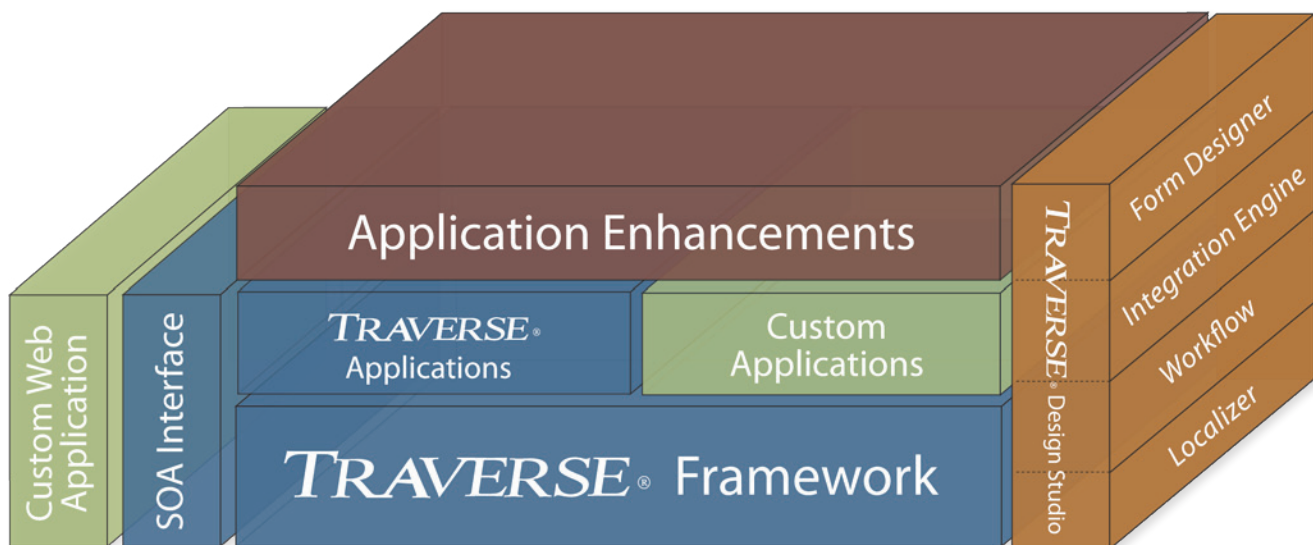 Application Enhancements
TRAVERSE®
Applications
Custom
Applications
TRAVERSE® Framework
Custom Web
Application
SOA Interface
TRAVERSE® Design Studio
Form Designer
Integration Engine
Workflow
Localizer